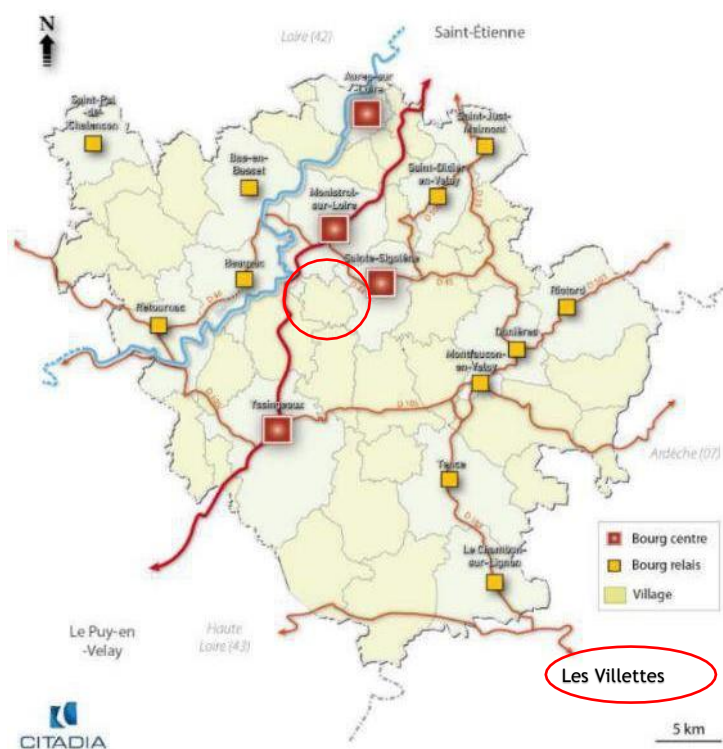 N
Loire (42)
Saint-Étienne
Aurec-sur
-Loire
Saint-Pal
de-
Chalencon
Saint-Just-
Malmont
Bas-en-
Basset
Saint-Didier
en-Velay
Monistrol
-sur-Loire
Sainte-Sigolène
Beauzac
Retournac
Riotord
Dunières
Montfaucon-
en-Velay
Yssingeaux
D 105
Ardèche (07)
Tence
Le Chambon-
sur-Lignon
Bourg centre
Bourg relais
Village
Le Puy-en
-Velay
Haute
Loire (43)
Les Villettes
CITADIA
5 km